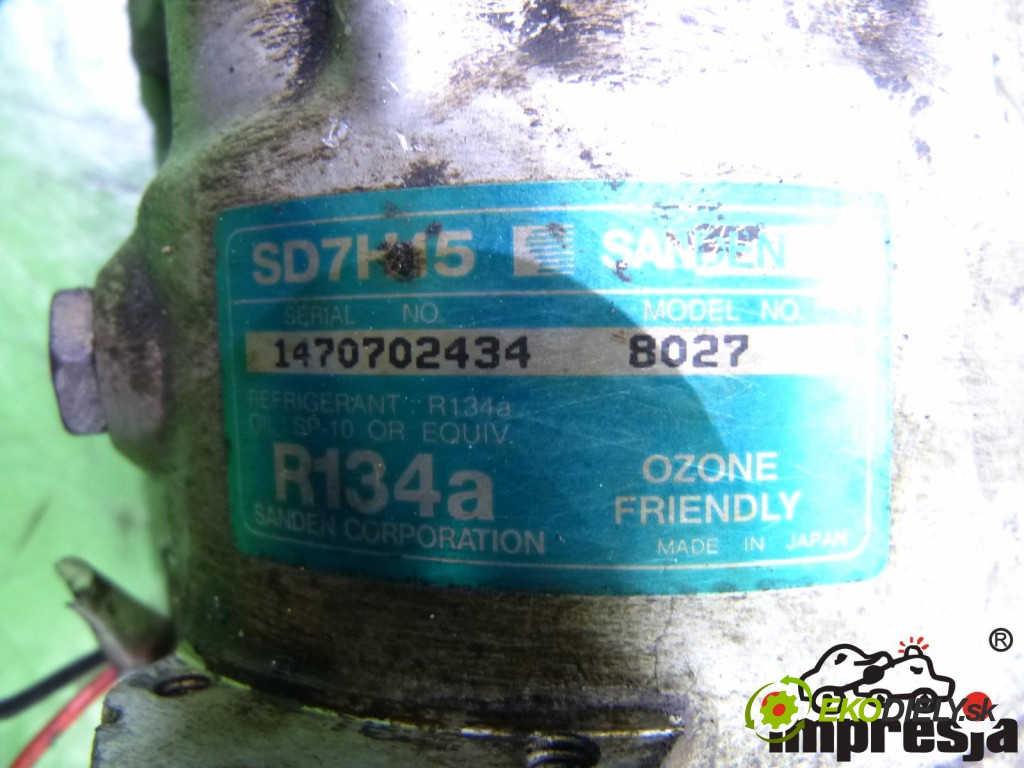 SD7H15 SANDEN
SERIAL NO. MODEL NO.
1470702434 8027
REFRIGERANT : R134a
OIL : SP-10 OR EQUIV.
R134a OZONE
FRIENDLY
SANDEN CORPORATION
MADE IN JAPAN
®
EKODIELY.sk
impresja